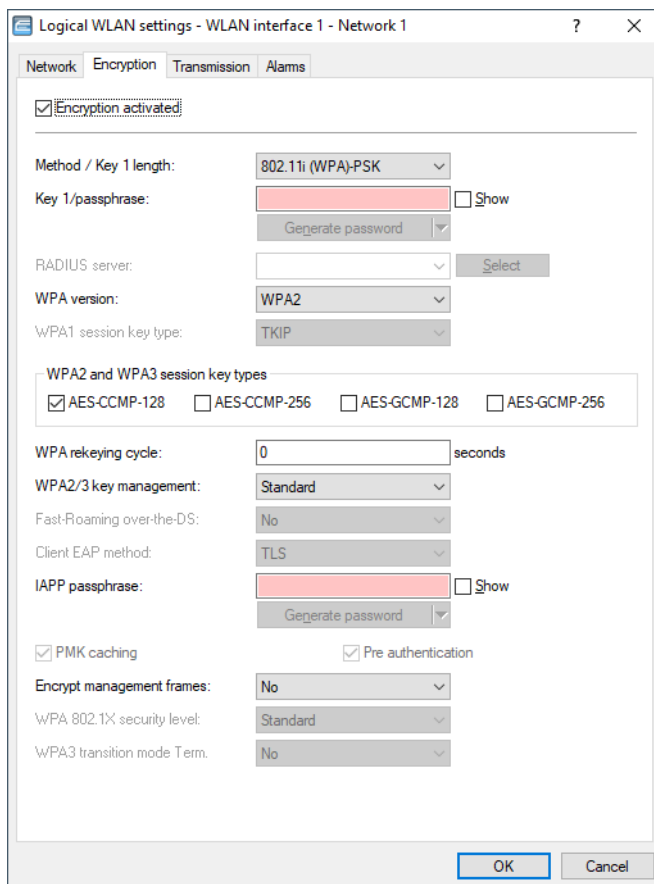 Logical WLAN settings - WLAN interface 1 - Network 1 ?
Network Encryption Transmission Alarms
Encryption activated
Method / Key 1 length: 802.11i (WPA)-PSK
Key 1/passphrase: Show
Generate password
RADIUS server: Select
WPA version: WPA2
WPA1 session key type: TKIP
WPA2 and WPA3 session key types
AES-CCMP-128 AES-CCMP-256 AES-GCMP-128 AES-GCMP-256
WPA rekeying cycle: 0 seconds
WPA2/3 key management: Standard
Fast-Roaming over-the-DS: No
Client EAP method: TLS
IAPP passphrase: Show
Generate password
PMK caching Pre authentication
Encrypt management frames: No
WPA 802.1X security level: Standard
WPA3 transition mode Term. No
OK Cancel